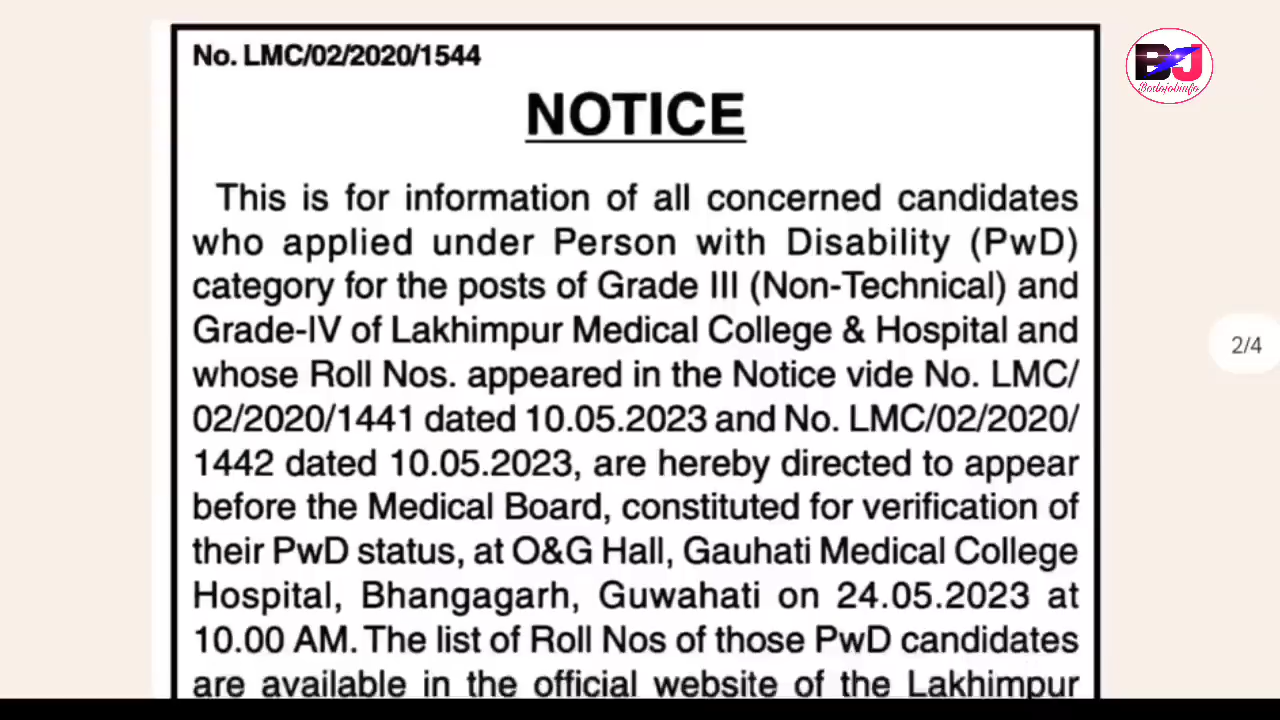 No. LMC/02/2020/1544
BJ
Bodojobinfo
NOTICE
This is for information of all concerned candidates
who applied under Person with Disability (PwD)
category for the posts of Grade III (Non-Technical) and
Grade-IV of Lakhimpur Medical College & Hospital and
whose Roll Nos. appeared in the Notice vide No. LMC/
02/2020/1441 dated 10.05.2023 and No. LMC/02/2020/
1442 dated 10.05.2023, are hereby directed to appear
before the Medical Board, constituted for verification of
their PwD status, at O&G Hall, Gauhati Medical College
Hospital, Bhangagarh, Guwahati on 24.05.2023 at
10.00 AM. The list of Roll Nos of those PwD candidates
are available in the official website of the Lakhimpur
2/4